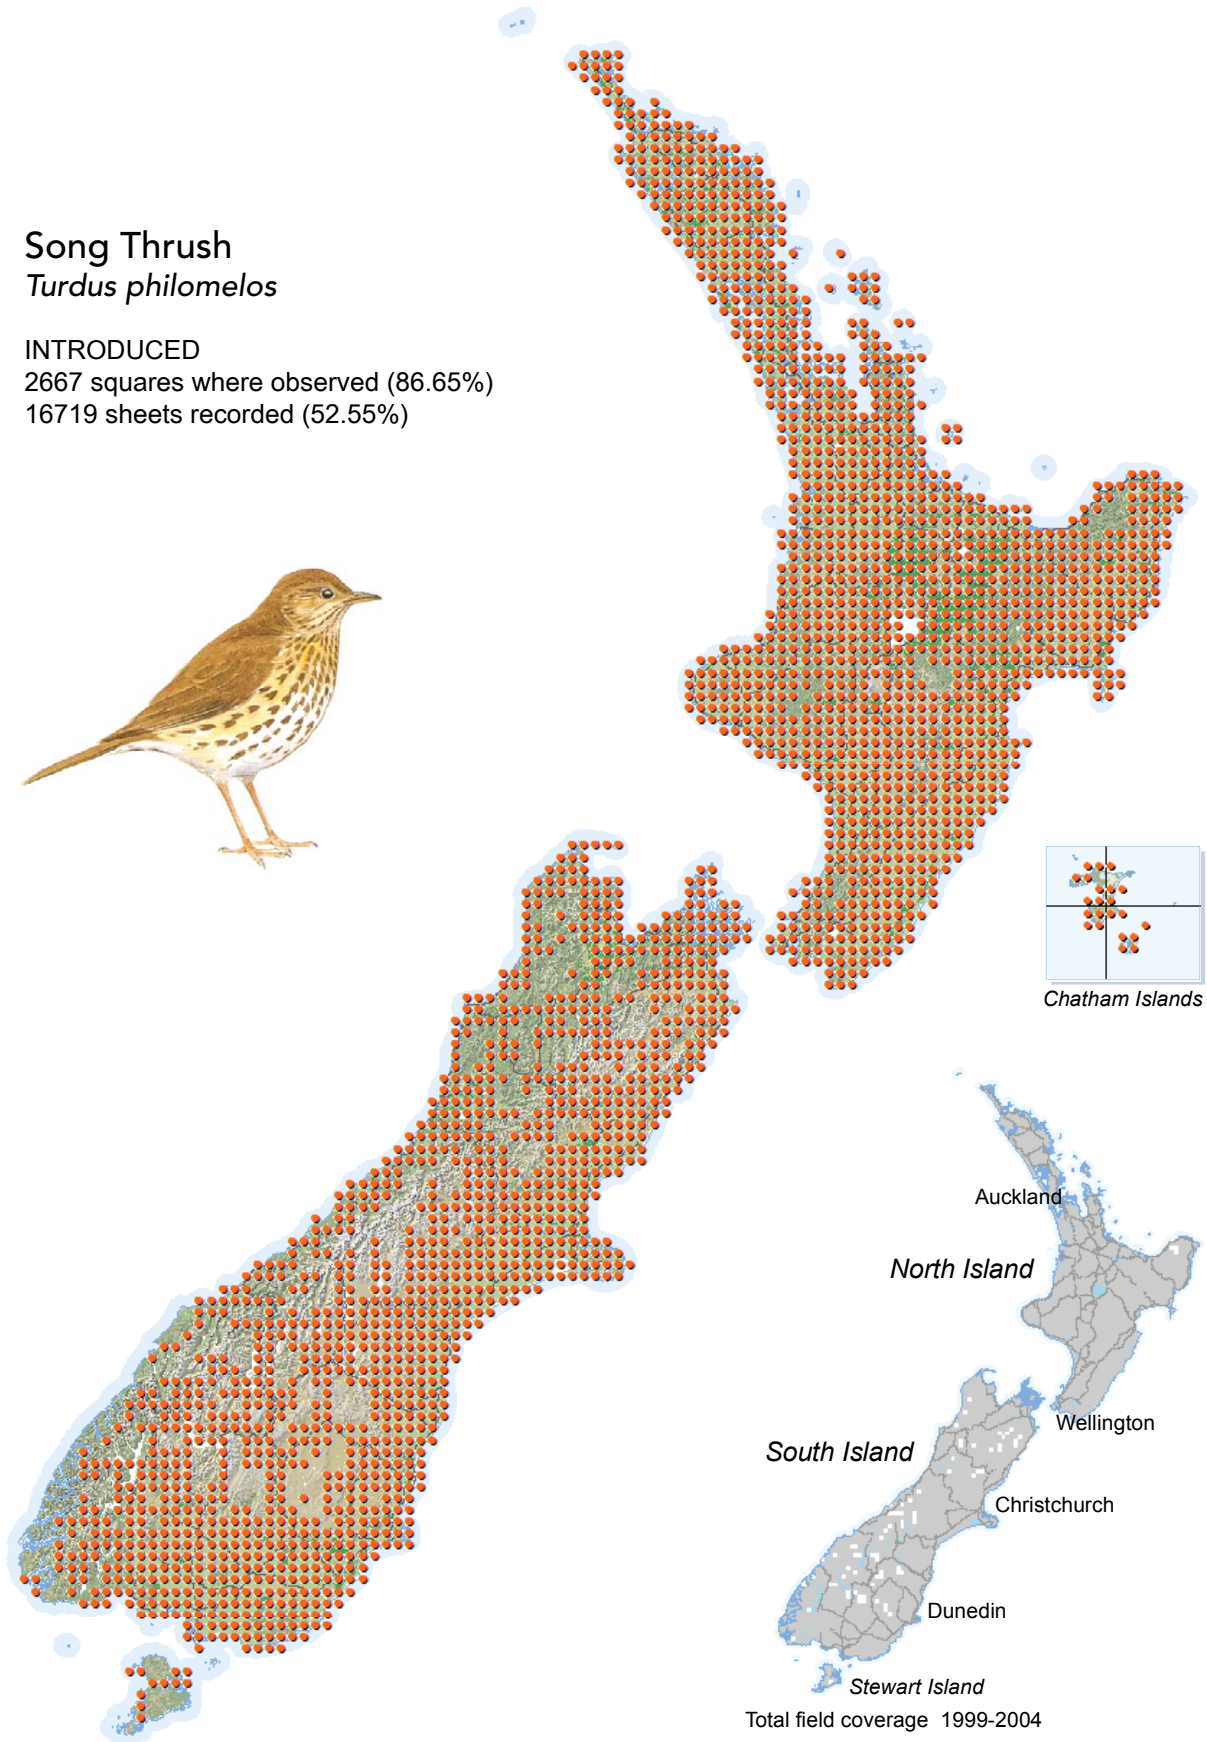 Song Thrush
Turdus philomelos
INTRODUCED
2667 squares where observed (86.65%)
16719 sheets recorded (52.55%)
Chatham Islands
Auckland
North Island
Wellington
South Island
Christchurch
Dunedin
Stewart Island
Total field coverage 1999-2004